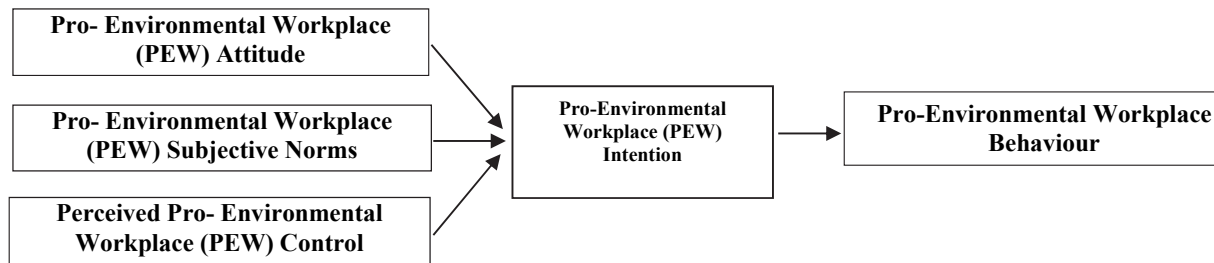 Pro- Environmental Workplace
(PEW) Attitude
Pro- Environmental Workplace
(PEW) Subjective Norms
Perceived Pro- Environmental
Workplace (PEW) Control
Pro-Environmental
Workplace (PEW)
Intention
Pro-Environmental Workplace
Behaviour